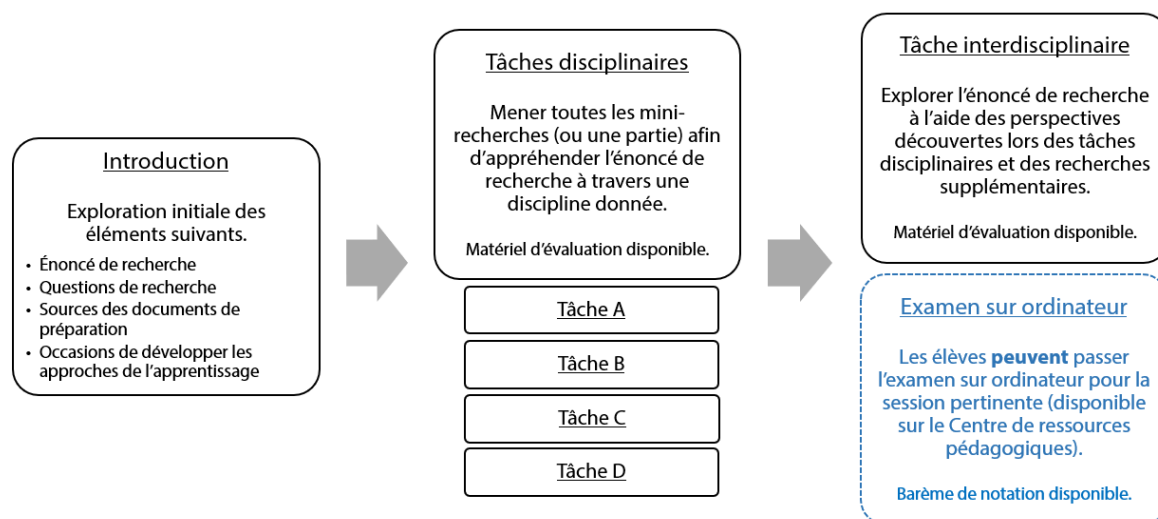 Introduction
Exploration initiale des
éléments suivants.
• Énoncé de recherche
• Questions de recherche
• Sources des documents de
préparation
• Occasions de développer les
approches de l’apprentissage
Tâches disciplinaires
Mener toutes les mini-
recherches (ou une partie) afin
d’appréhender l’énoncé de
recherche à travers une
discipline donnée.
Matériel d’évaluation disponible.
Tâche A
Tâche B
Tâche C
Tâche D
Tâche interdisciplinaire
Explorer l’énoncé de recherche
à l’aide des perspectives
découvertes lors des tâches
disciplinaires et des recherches
supplémentaires.
Matériel d’évaluation disponible.
Examen sur ordinateur
Les élèves peuvent passer
l’examen sur ordinateur pour la
session pertinente (disponible
sur le Centre de ressources
pédagogiques).
Barème de notation disponible.